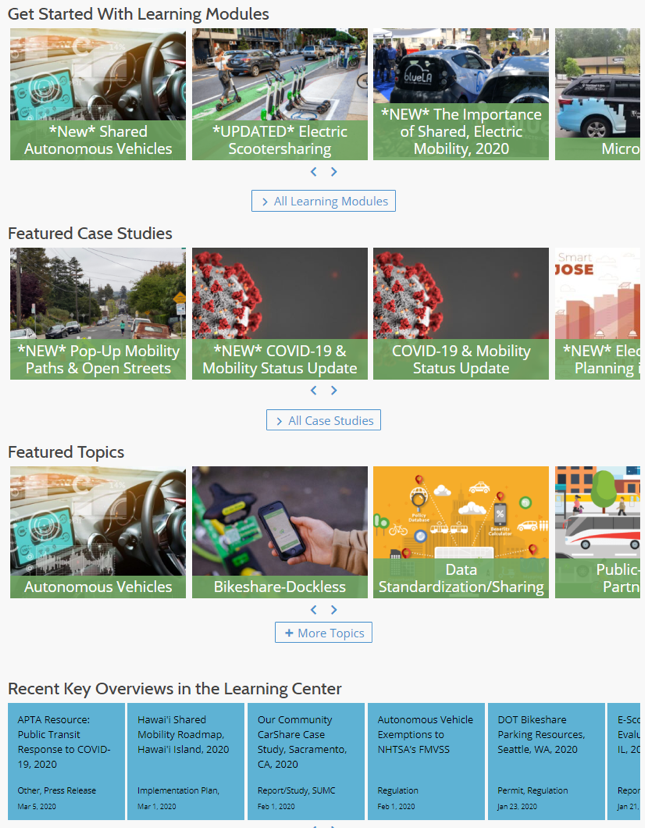 Get Started With Learning Modules
blueLA
*New* Shared
Autonomous Vehicles
*UPDATED* Electric
Scootersharing
*NEW* The Importance
of Shared, Electric
Mobility, 2020
Micro
All Learning Modules
Featured Case Studies
Smart
JOSE
*NEW* Pop-Up Mobility
Paths & Open Streets
*NEW* COVID-19 &
Mobility Status Update
COVID-19 & Mobility
Status Update
*NEW* Elec
Planning i
All Case Studies
Featured Topics
Policy
Database
Benefits
Calculator
Autonomous Vehicles
Bikeshare-Dockless
Data
Standardization/Sharing
Public-
Partn
+ More Topics
Recent Key Overviews in the Learning Center
APTA Resource:
Public Transit
Response to COVID-
19, 2020
Other, Press Release
Mar 5, 2020
Hawai'i Shared
Mobility Roadmap,
Hawai'i Island, 2020
Implementation Plan,
Mar 1, 2020
Our Community
CarShare Case
Study, Sacramento,
CA, 2020
Report/Study, SUMC
Feb 1, 2020
Autonomous Vehicle
Exemptions to
NHTSA's FMVSS
Regulation
Feb 1, 2020
DOT Bikeshare
Parking Resources,
Seattle, WA, 2020
Permit, Regulation
Jan 23, 2020
E-Sco
Evalu
IL, 20
Repor
Jan 21,